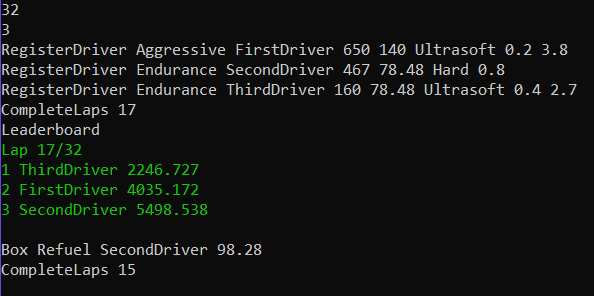 32
3
RegisterDriver Aggressive FirstDriver 650 140 Ultrasoft 0.2 3.8
RegisterDriver Endurance SecondDriver 467 78.48 Hard 0.8
RegisterDriver Endurance ThirdDriver 160 78.48 Ultrasoft 0.4 2.7
CompleteLaps 17
Leaderboard
Lap 17/32
1 ThirdDriver 2246.727
2 FirstDriver 4035.172
3 SecondDriver 5498.538
Box Refuel SecondDriver 98.28
CompleteLaps 15